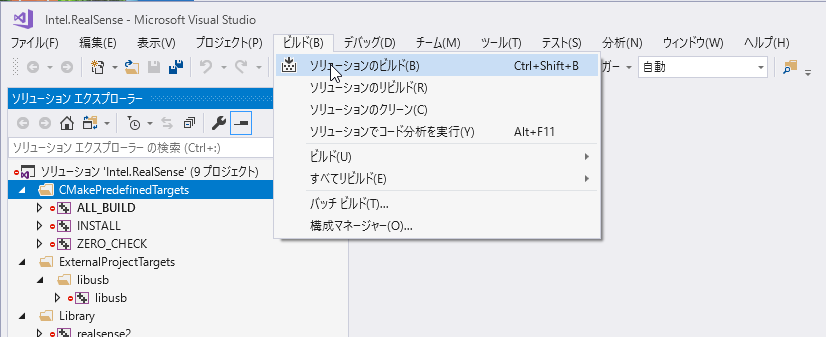 Intel.RealSense - Microsoft Visual Studio
ファイル(F) 編集(E) 表示(V) プロジェクト(P) ビルド(B) デバッグ(D) チーム(M) ツール(T) テスト(S) 分析(N) ウィンドウ(W) ヘルプ(H)
ソリューションのビルド(B) Ctrl+Shift+B
ガー 自動
ソリューションのリビルド(R)
ソリューション エクスプローラー
ソリューションのクリーン(C)
ソリューションでコード分析を実行(Y) Alt+F11
ソリューション エクスプローラー の検索 (Ctrl+:)
ビルド(U)
ソリューション 'Intel.RealSense' (9 プロジェクト)
すべてリビルド(E)
CMakePredefinedTargets
バッチ ビルド(T)...
ALL_BUILD
構成マネージャー(O)...
INSTALL
ZERO_CHECK
ExternalProjectTargets
libusb
libusb
Library
realsense2